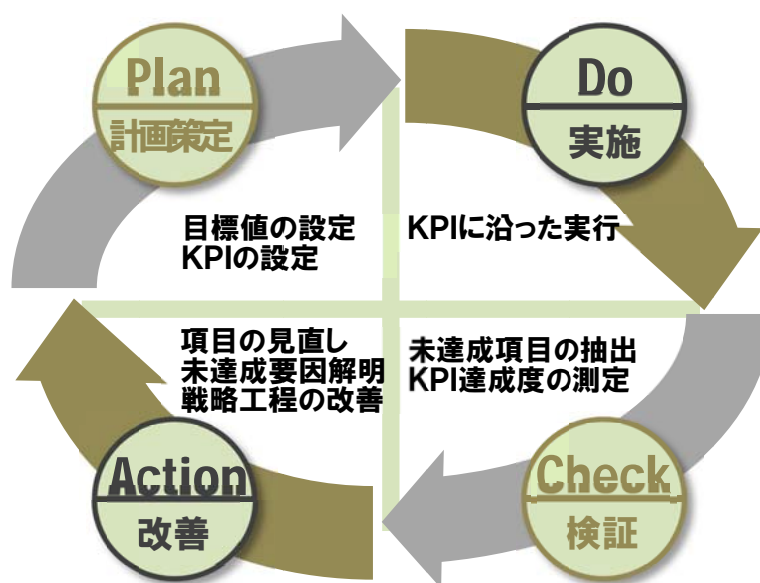 Plan
計画策定
目標値の設定
KPIの設定
Do
実施
KPIに沿った実行
未達成項目の抽出
KPI達成度の測定
Check
検証
項目の見直し
未達成要因解明
戦略工程の改善
Action
改善